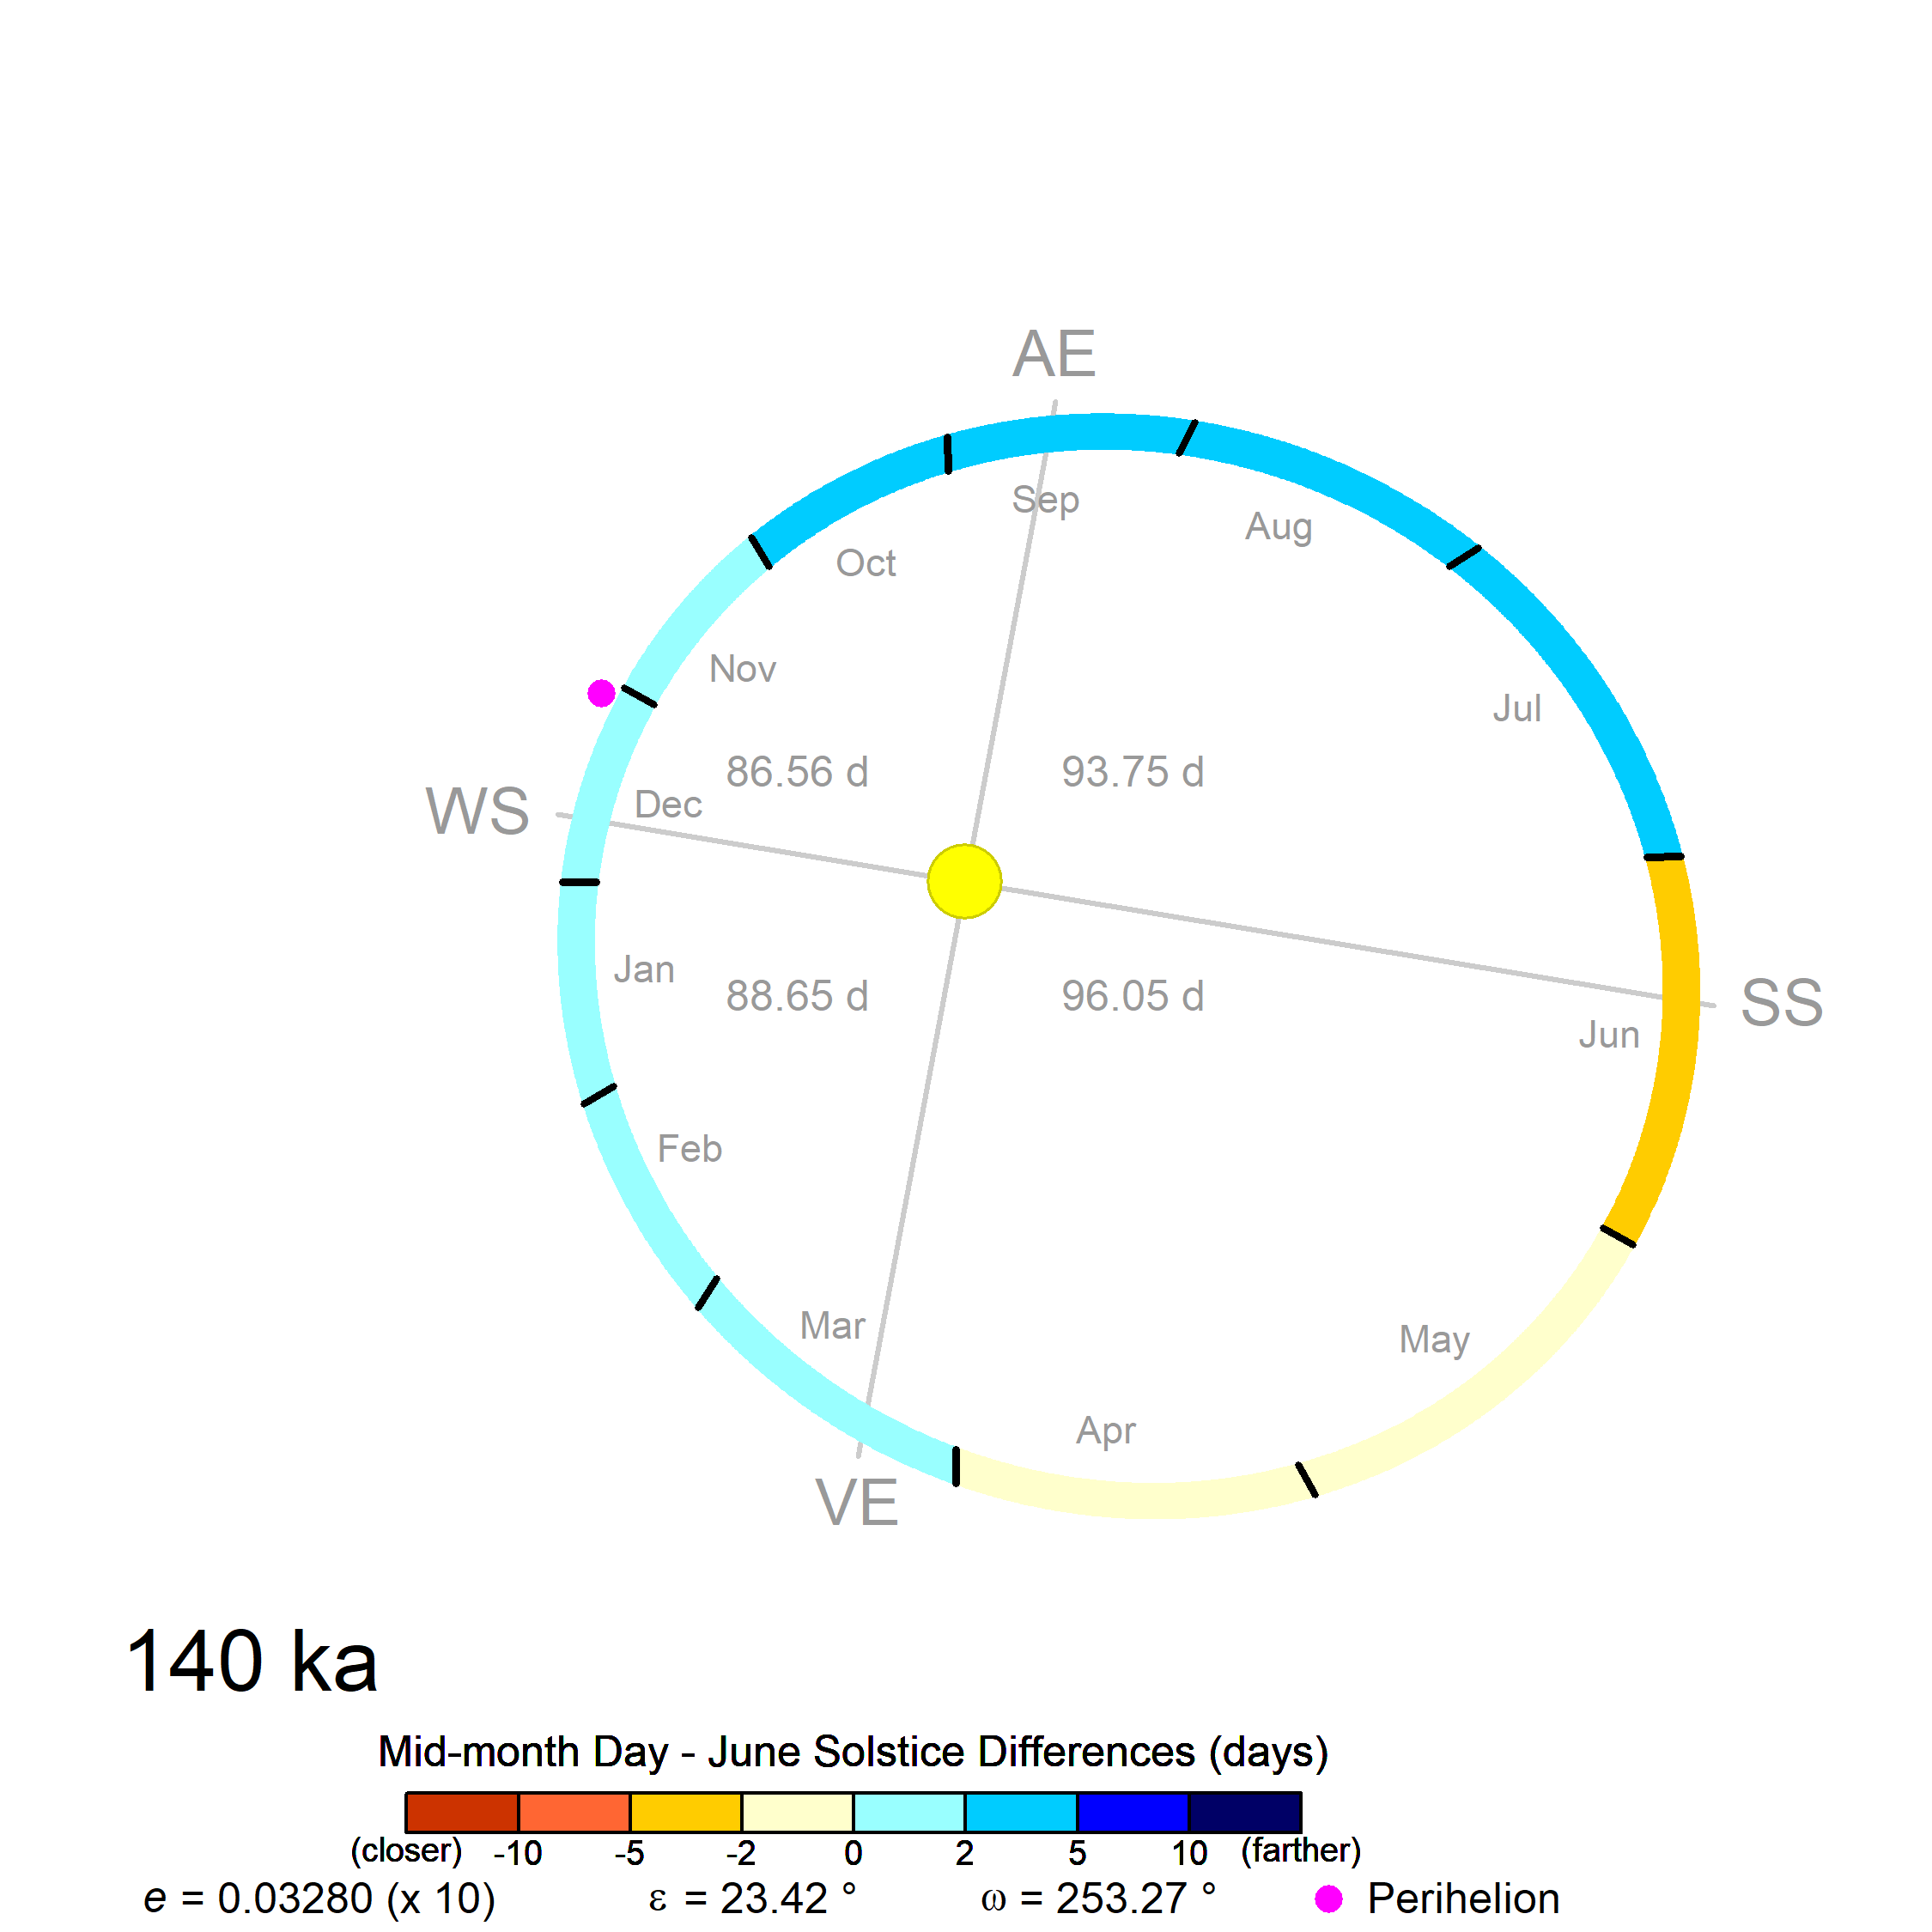 AE
Sep
Aug
Oct
Nov
Jul
86.56 d
93.75 d
WS
Dec
Jan
88.65 d
96.05 d
SS
Jun
Feb
Mar
May
Apr
VE
140 ka
Mid-month Day - June Solstice Differences (days)
(closer) -10 -5 -2 0 2 5 10 (farther)
e = 0.03280 (x 10) ε = 23.42 ° ω = 253.27 ° Perihelion